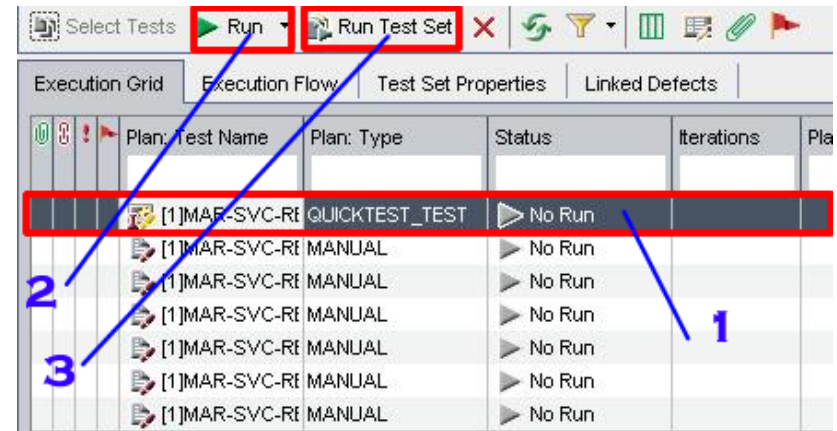 Select Tests Run Run Test Set
Execution Grid Execution Flow Test Set Properties Linked Defects
Plan: Test Name Plan: Type Status Iterations Pla
[1]MAR-SVC-RE QUICKTEST_TEST No Run
[1]MAR-SVC-RE MANUAL No Run
[1]MAR-SVC-RE MANUAL No Run
[1]MAR-SVC-RE MANUAL No Run
[1]MAR-SVC-RE MANUAL No Run
[1]MAR-SVC-RE MANUAL No Run
[1]MAR-SVC-RE MANUAL No Run
2
1
3